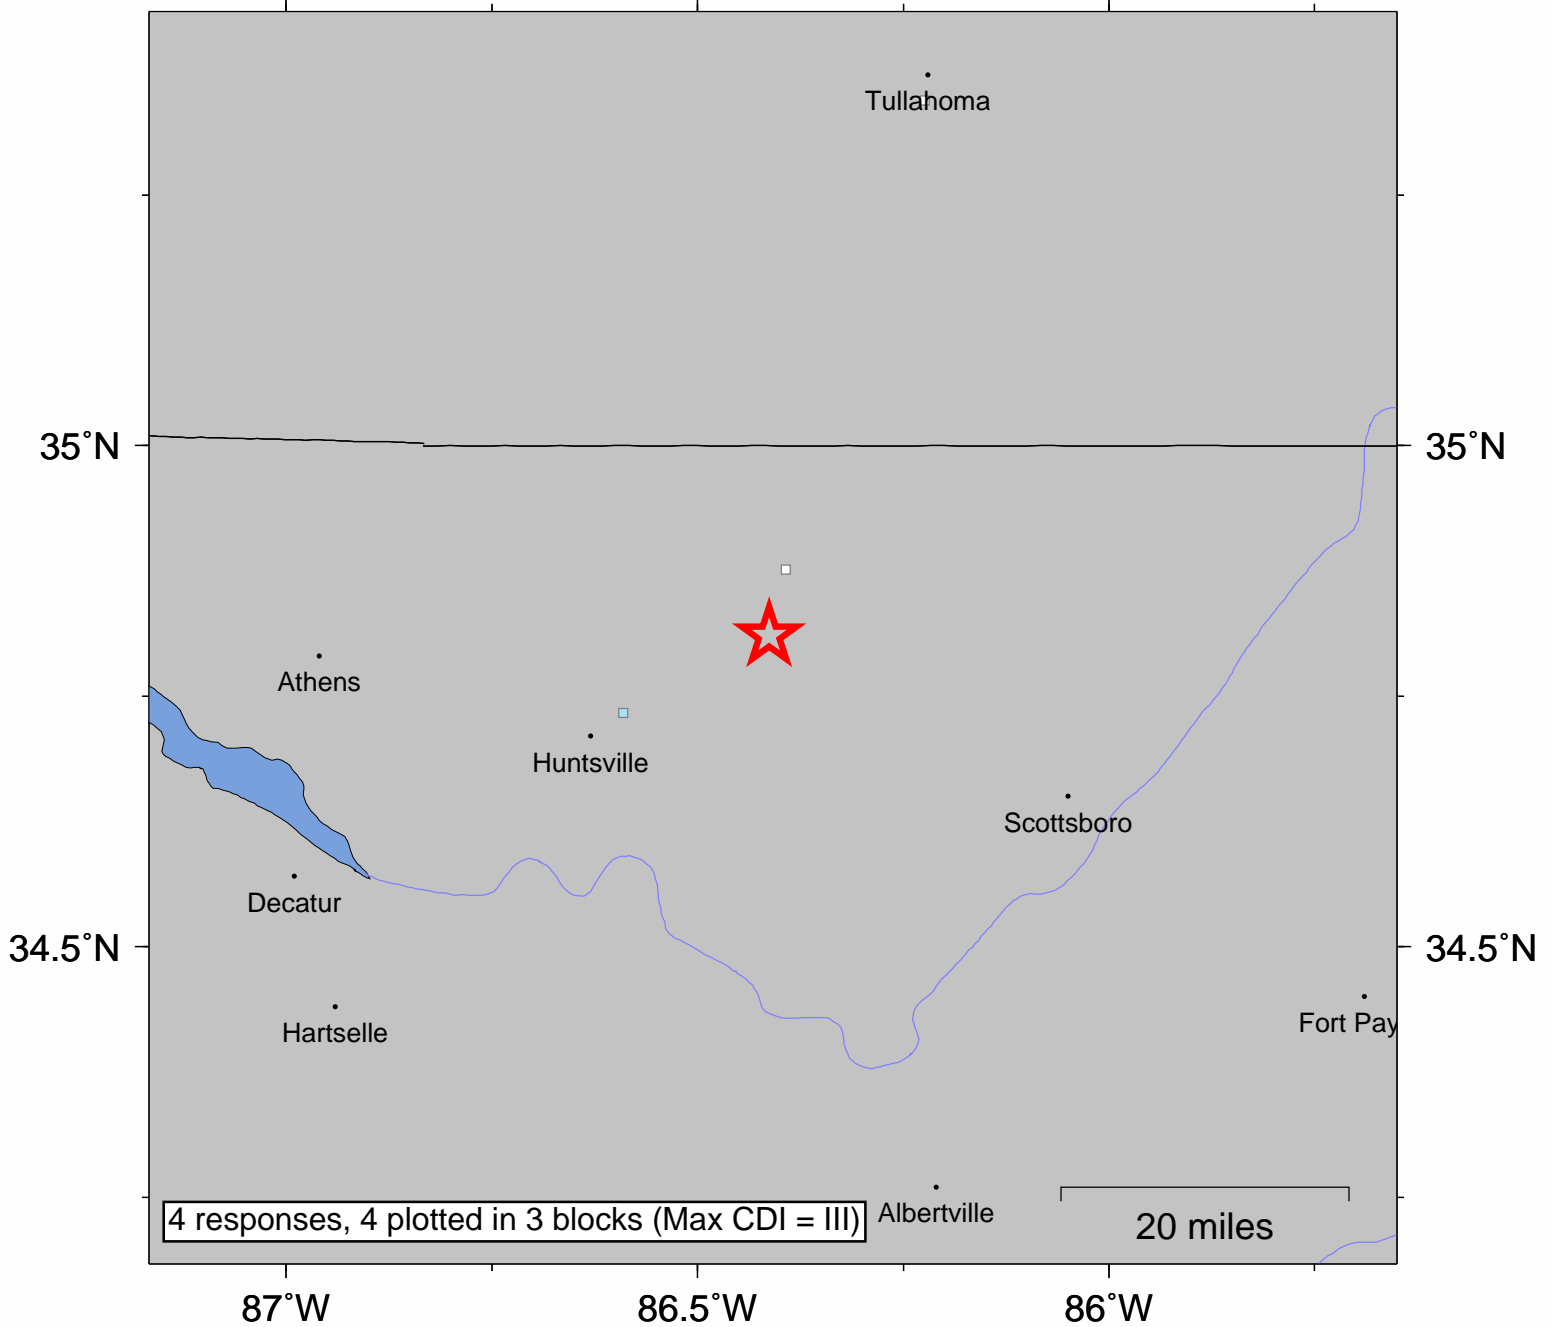 Tullahoma
35°N
35°N
Athens
Huntsville
Scottsboro
Decatur
34.5°N
34.5°N
Hartselle
Fort Pay
4 responses, 4 plotted in 3 blocks (Max CDI = III)
Albertville
20 miles
87°W
86.5°W
86°W